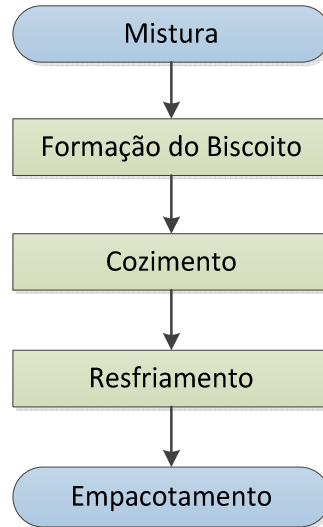 Mistura
Formação do Biscoito
Cozimento
Resfriamento
Empacotamento